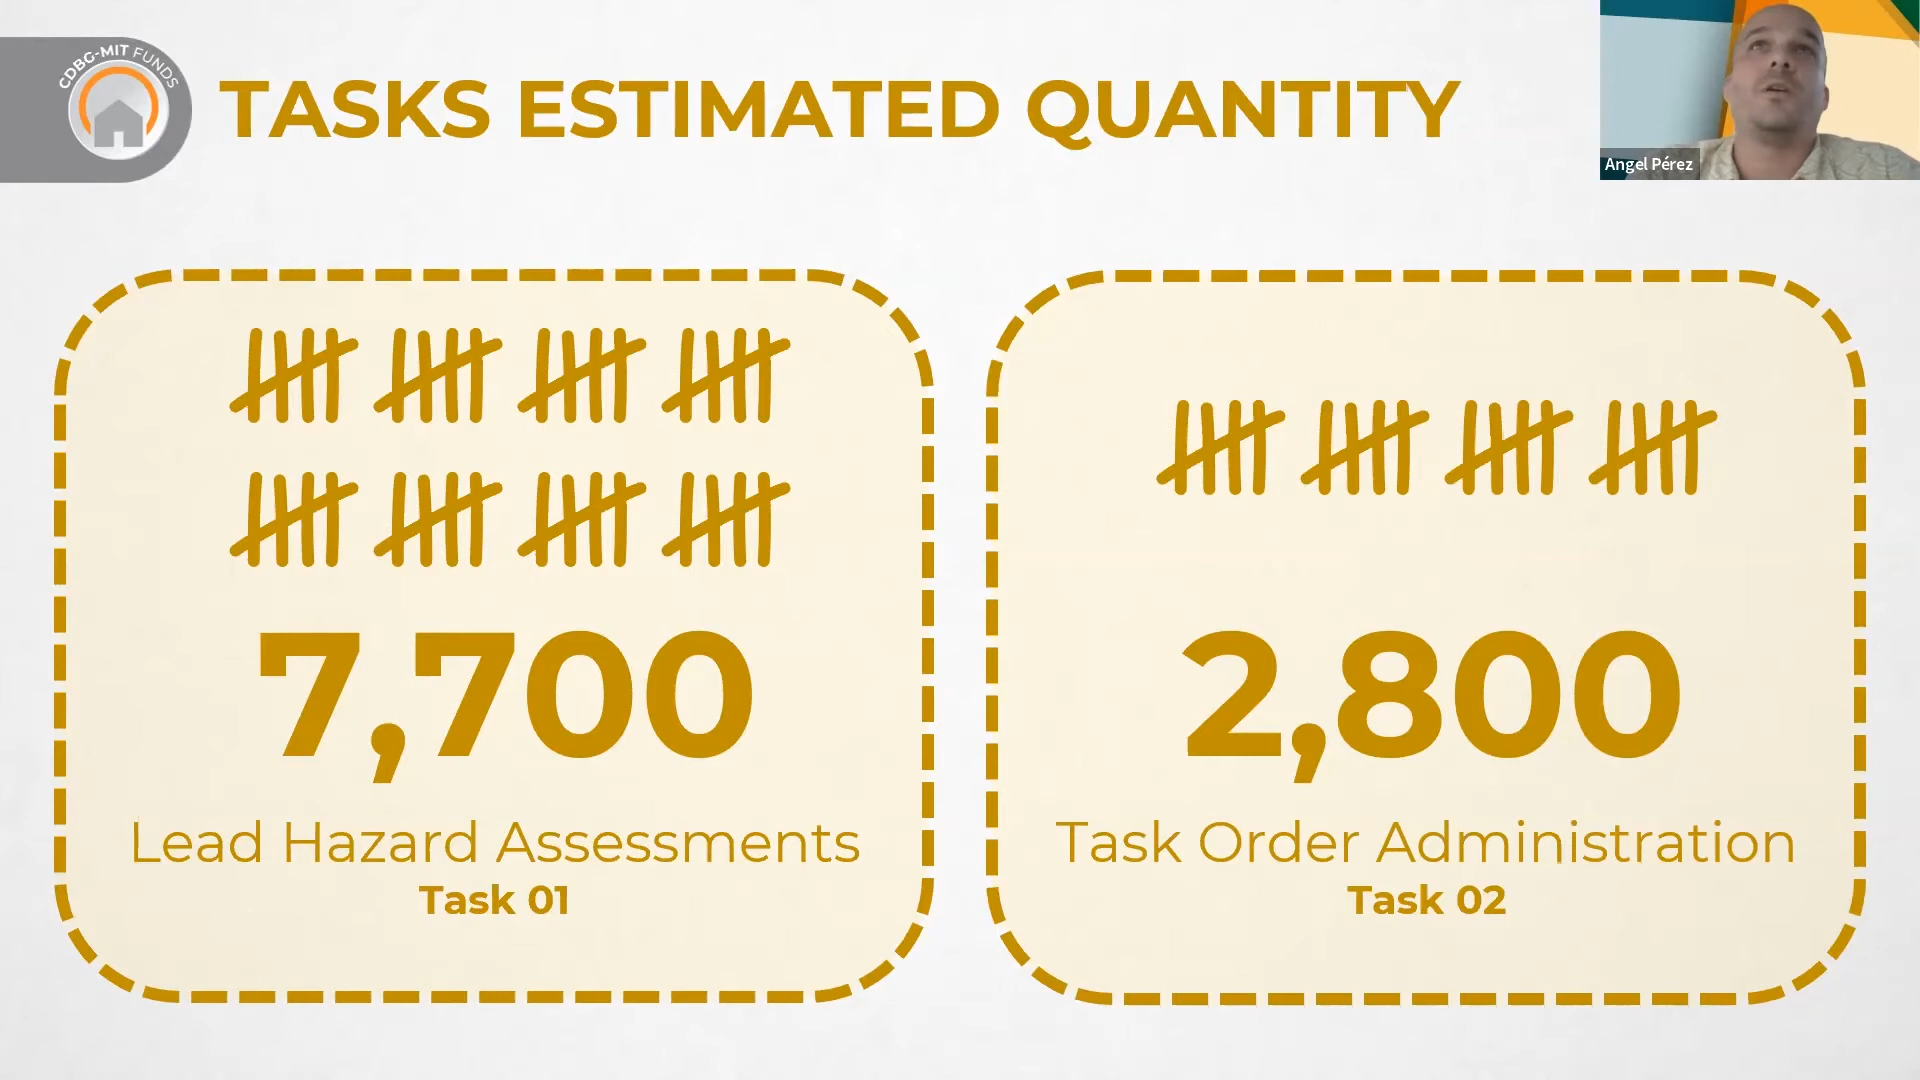 CDBG-MIT FUNDS
TASKS ESTIMATED QUANTITY
Angel Pérez
7,700
Lead Hazard Assessments
Task 01
2,800
Task Order Administration
Task 02